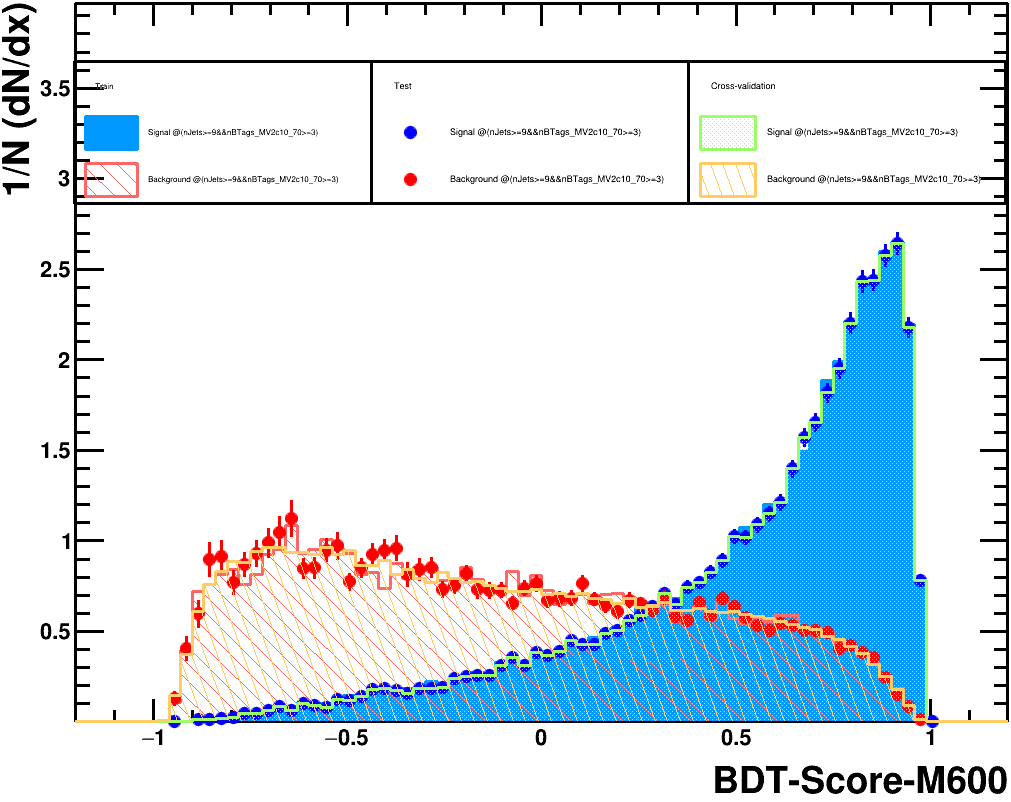 1/N (dN/dx)
3.5
3
2.5
2
1.5
1
0.5
Train
Signal @(nJets>=9&&nBTags_MV2c10_70>=3)
Background @(nJets>=9&&nBTags_MV2c10_70>=3)
Test
Signal @(nJets>=9&&nBTags_MV2c10_70>=3)
Background @(nJets>=9&&nBTags_MV2c10_70>=3)
Cross-validation
Signal @(nJets>=9&&nBTags_MV2c10_70>=3)
Background @(nJets>=9&&nBTags_MV2c10_70>=3)
−1 −0.5 0 0.5 1
BDT-Score-M600